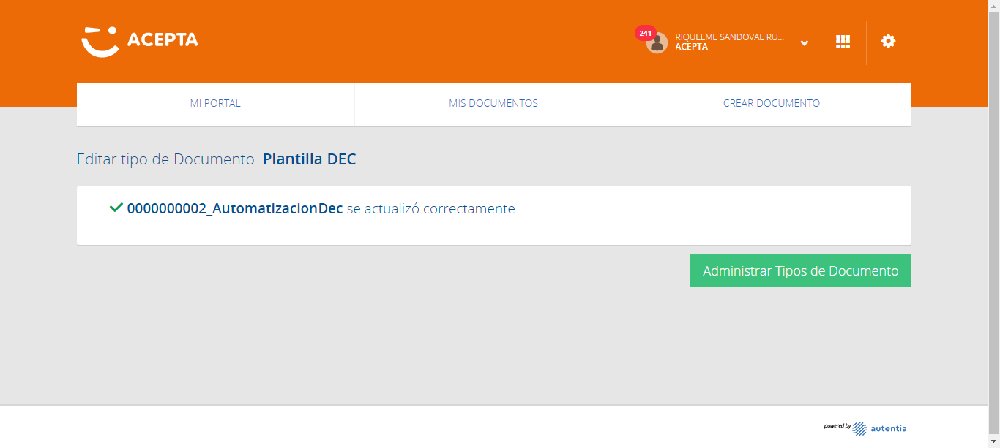 ACEPTA
241
RIQUELME SANDOVAL RU...
ACEPTA
MI PORTAL
MIS DOCUMENTOS
CREAR DOCUMENTO
Editar tipo de Documento. Plantilla DEC
0000000002_AutomatizacionDec se actualizó correctamente
Administrar Tipos de Documento
powered by autentia